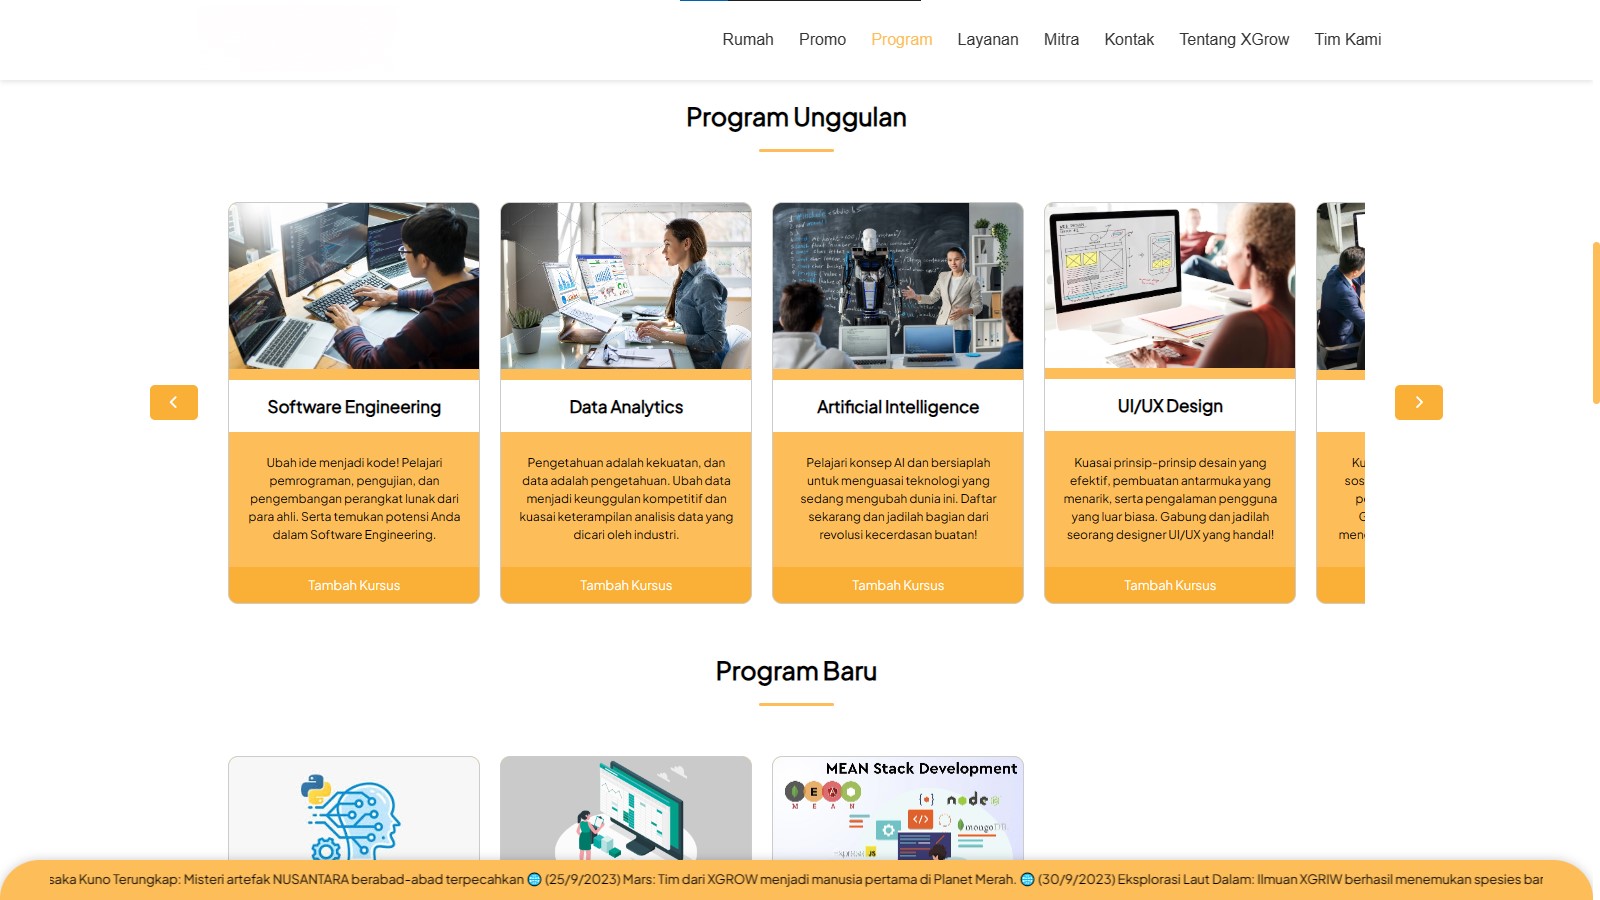 Rumah Promo Program Layanan Mitra Kontak Tentang XGrow Tim Kami
Program Unggulan
Software Engineering
Ubah ide menjadi kode! Pelajari
pemrograman, pengujian, dan
pengembangan perangkat lunak dari
para ahli. Serta temukan potensi Anda
dalam Software Engineering.
Tambah Kursus
Data Analytics
Pengetahuan adalah kekuatan, dan
data adalah pengetahuan. Ubah data
menjadi keunggulan kompetitif dan
kuasai keterampilan analisis data yang
dicari oleh industri.
Tambah Kursus
Artificial Intelligence
Pelajari konsep AI dan bersiaplah
untuk menguasai teknologi yang
sedang mengubah dunia ini. Daftar
sekarang dan jadilah bagian dari
revolusi kecerdasan buatan!
Tambah Kursus
UI/UX Design
Kuasai prinsip-prinsip desain yang
efektif, pembuatan antarmuka yang
menarik, serta pengalaman pengguna
yang luar biasa. Gabung dan jadilah
seorang designer UI/UX yang handal!
Tambah Kursus
Ku
sos
pe
G
men
Program Baru
MEAN Stack Development
M E A N
node
mongoDB
JS
saka Kuno Terungkap: Misteri artefak NUSANTARA berabad-abad terpecahkan 🌐 (25/9/2023) Mars: Tim dari XGROW menjadi manusia pertama di Planet Merah. 🌐 (30/9/2023) Eksplorasi Laut Dalam: Ilmuan XGRIW berhasil menemukan spesies bar